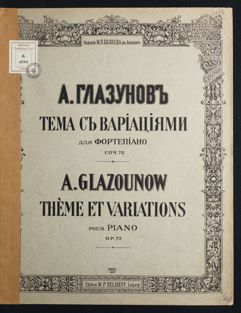 А. ГЛАЗУНОВЪ
ТЕМА СЪ ВАРІАЦІЯМИ
для ФОРТЕПІАНО
СОЧ. 72
A. GLAZOUNOW
THÈME ET VARIATIONS
POUR PIANO
OP. 72
Edition M. P. BELAIEFF, Leipzig